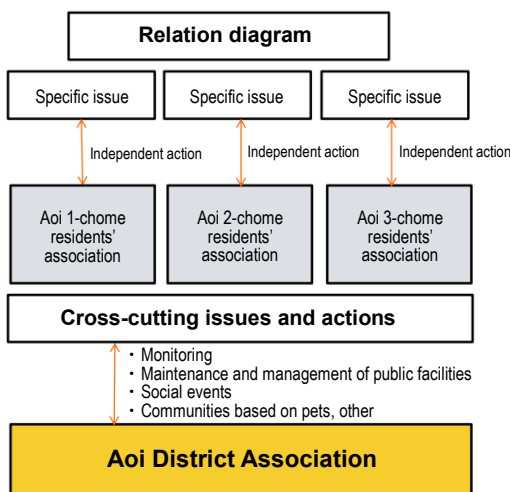 Relation diagram
Specific issue
Specific issue
Specific issue
Independent action
Independent action
Independent action
Aoi 1-chome
residents’
association
Aoi 2-chome
residents’
association
Aoi 3-chome
residents’
association
Cross-cutting issues and actions
・Monitoring
・Maintenance and management of public facilities
・Social events
・Communities based on pets, other
Aoi District Association